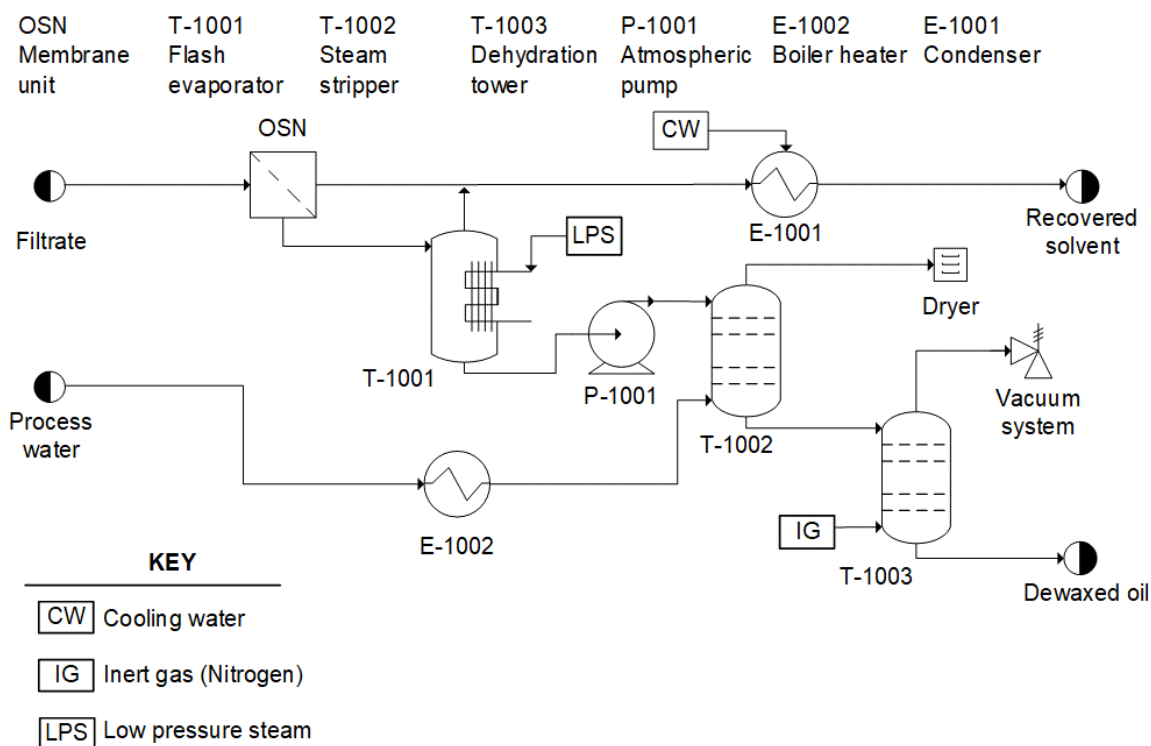 OSN T-1001 T-1002 T-1003 P-1001 E-1002 E-1001
Membrane Flash Steam Dehydration Atmospheric Boiler heater Condenser
unit evaporator stripper tower pump
OSN
CW
Filtrate
E-1001
Recovered
solvent
LPS
Dryer
T-1001
P-1001
T-1002
Vacuum
system
Process
water
E-1002
IG
T-1003
Dewaxed oil
KEY
CW Cooling water
IG Inert gas (Nitrogen)
LPS Low pressure steam